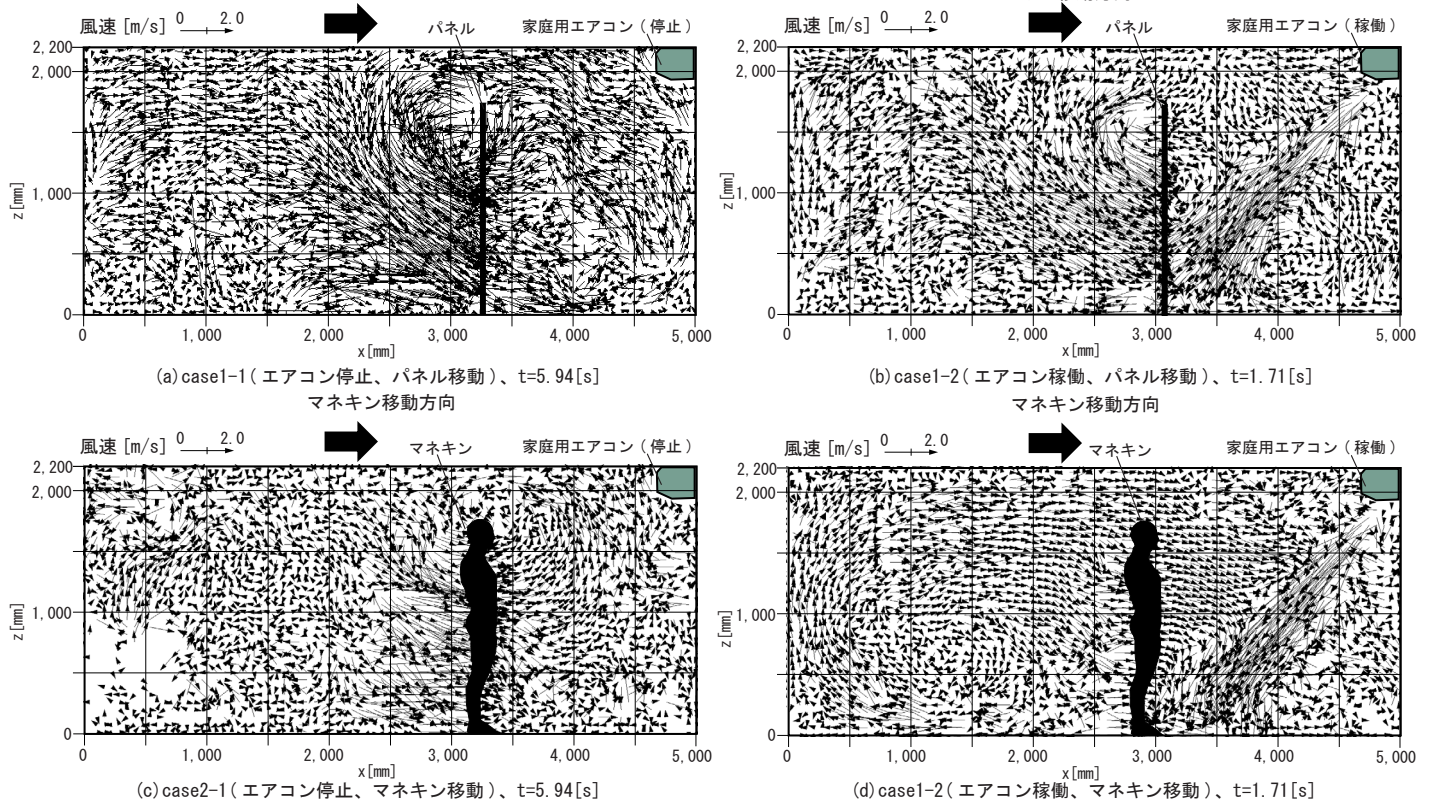 風速 [m/s] 0 2.0 パネル 家庭用エアコン(停止)
2,200
2,000
1,000
0
z[mm]
0 1,000 2,000 3,000 4,000 5,000
x[mm]
(a)case1-1(エアコン停止、パネル移動)、t=5.94[s]
風速 [m/s] 0 2.0 パネル 家庭用エアコン(稼働)
2,200
2,000
1,000
0
z[mm]
0 1,000 2,000 3,000 4,000 5,000
x[mm]
(b)case1-2(エアコン稼働、パネル移動)、t=1.71[s]
マネキン移動方向
風速 [m/s] 0 2.0 マネキン 家庭用エアコン(停止)
2,200
2,000
1,000
0
z[mm]
0 1,000 2,000 3,000 4,000 5,000
x[mm]
(c)case2-1(エアコン停止、マネキン移動)、t=5.94[s]
マネキン移動方向
風速 [m/s] 0 2.0 マネキン 家庭用エアコン(稼働)
2,200
2,000
1,000
0
z[mm]
0 1,000 2,000 3,000 4,000 5,000
x[mm]
(d)case1-2(エアコン稼働、マネキン移動)、t=1.71[s]